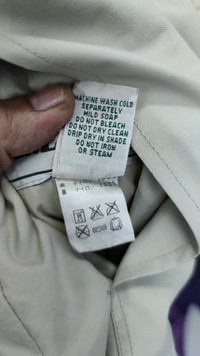 MACHINE WASH COLD
SEPARATELY
MILD SOAP
DO NOT BLEACH
DO NOT DRY CLEAN
DRIP DRY IN SHADE
DO NOT IRON
OR STEAM